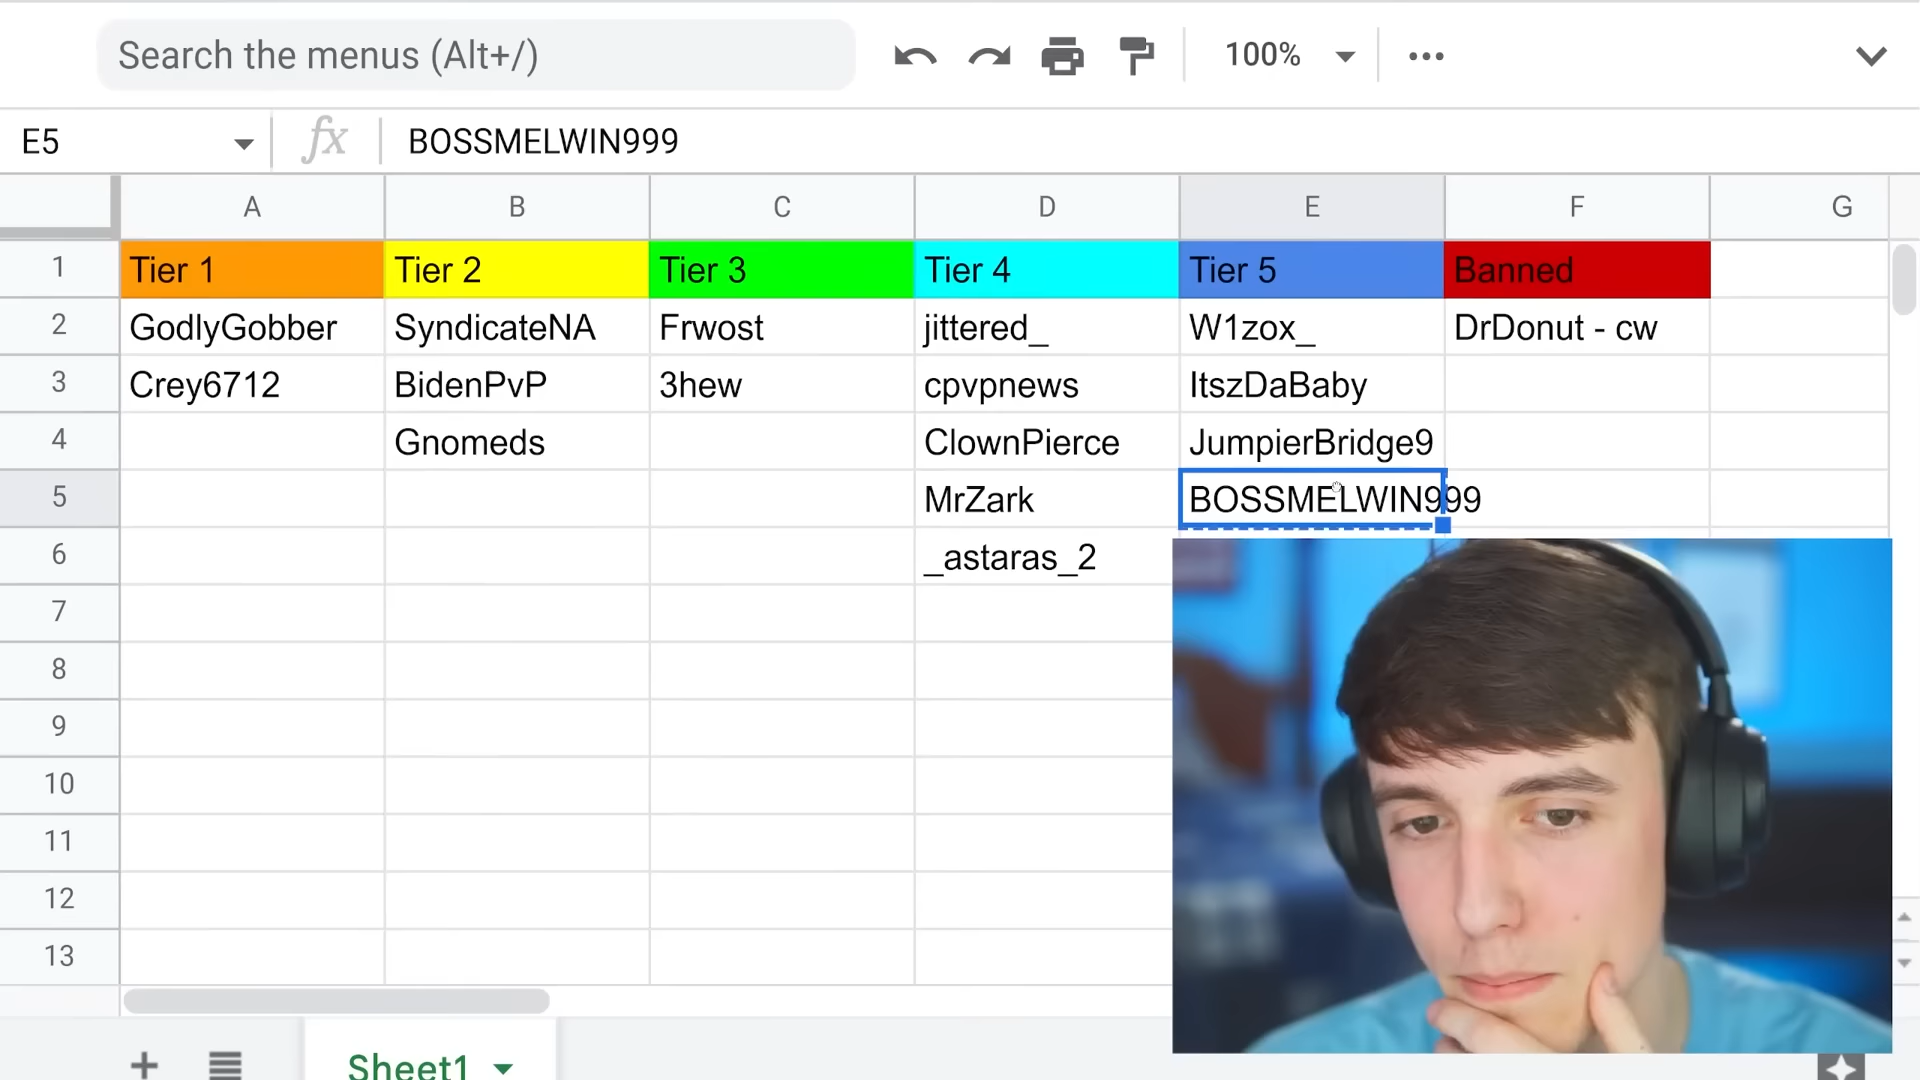 Search the menus (Alt+/)
100%
E5
fx
BOSSMELWIN999
A B C D E F G
1 Tier 1 Tier 2 Tier 3 Tier 4 Tier 5 Banned
2 GodlyGobber SyndicateNA Frwost jittered_ W1zox_ DrDonut - cw
3 Crey6712 BidenPvP 3hew cpvpnews ItszDaBaby
4 Gnomeds ClownPierce JumpierBridge9
5 MrZark BOSSMELWIN999
6 _astaras_2
7
8
9
10
11
12
13
Sheet1